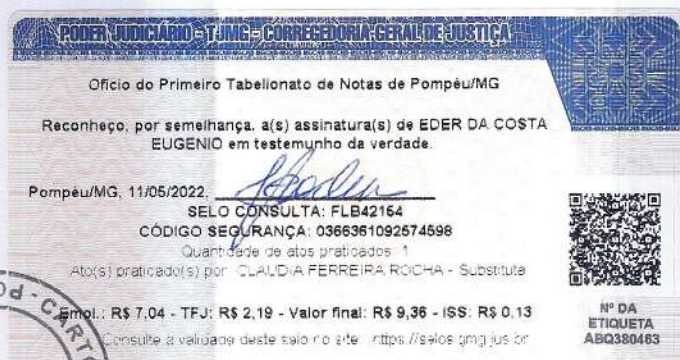 PODER JUDICIÁRIO - TJMG - CORREGEDORIA-GERAL DE JUSTIÇA
Ofício do Primeiro Tabelionato de Notas de Pompéu/MG
Reconheço, por semelhança, a(s) assinatura(s) de EDER DA COSTA
EUGENIO em testemunho da verdade.
Pompéu/MG, 11/05/2022.
SELO CONSULTA: FLB42154
CÓDIGO SEGURANÇA: 0366361092574598
Quantidade de atos praticados: 1
Ato(s) praticado(s) por: CLAUDIA FERREIRA ROCHA - Substituta
Emol.: R$ 7,04 - TFJ: R$ 2,19 - Valor final: R$ 9,36 - ISS: R$ 0,13
Consulte a validade deste selo no site https://selos.tjmg.jus.br
Nº DA
ETIQUETA
ABQ380463